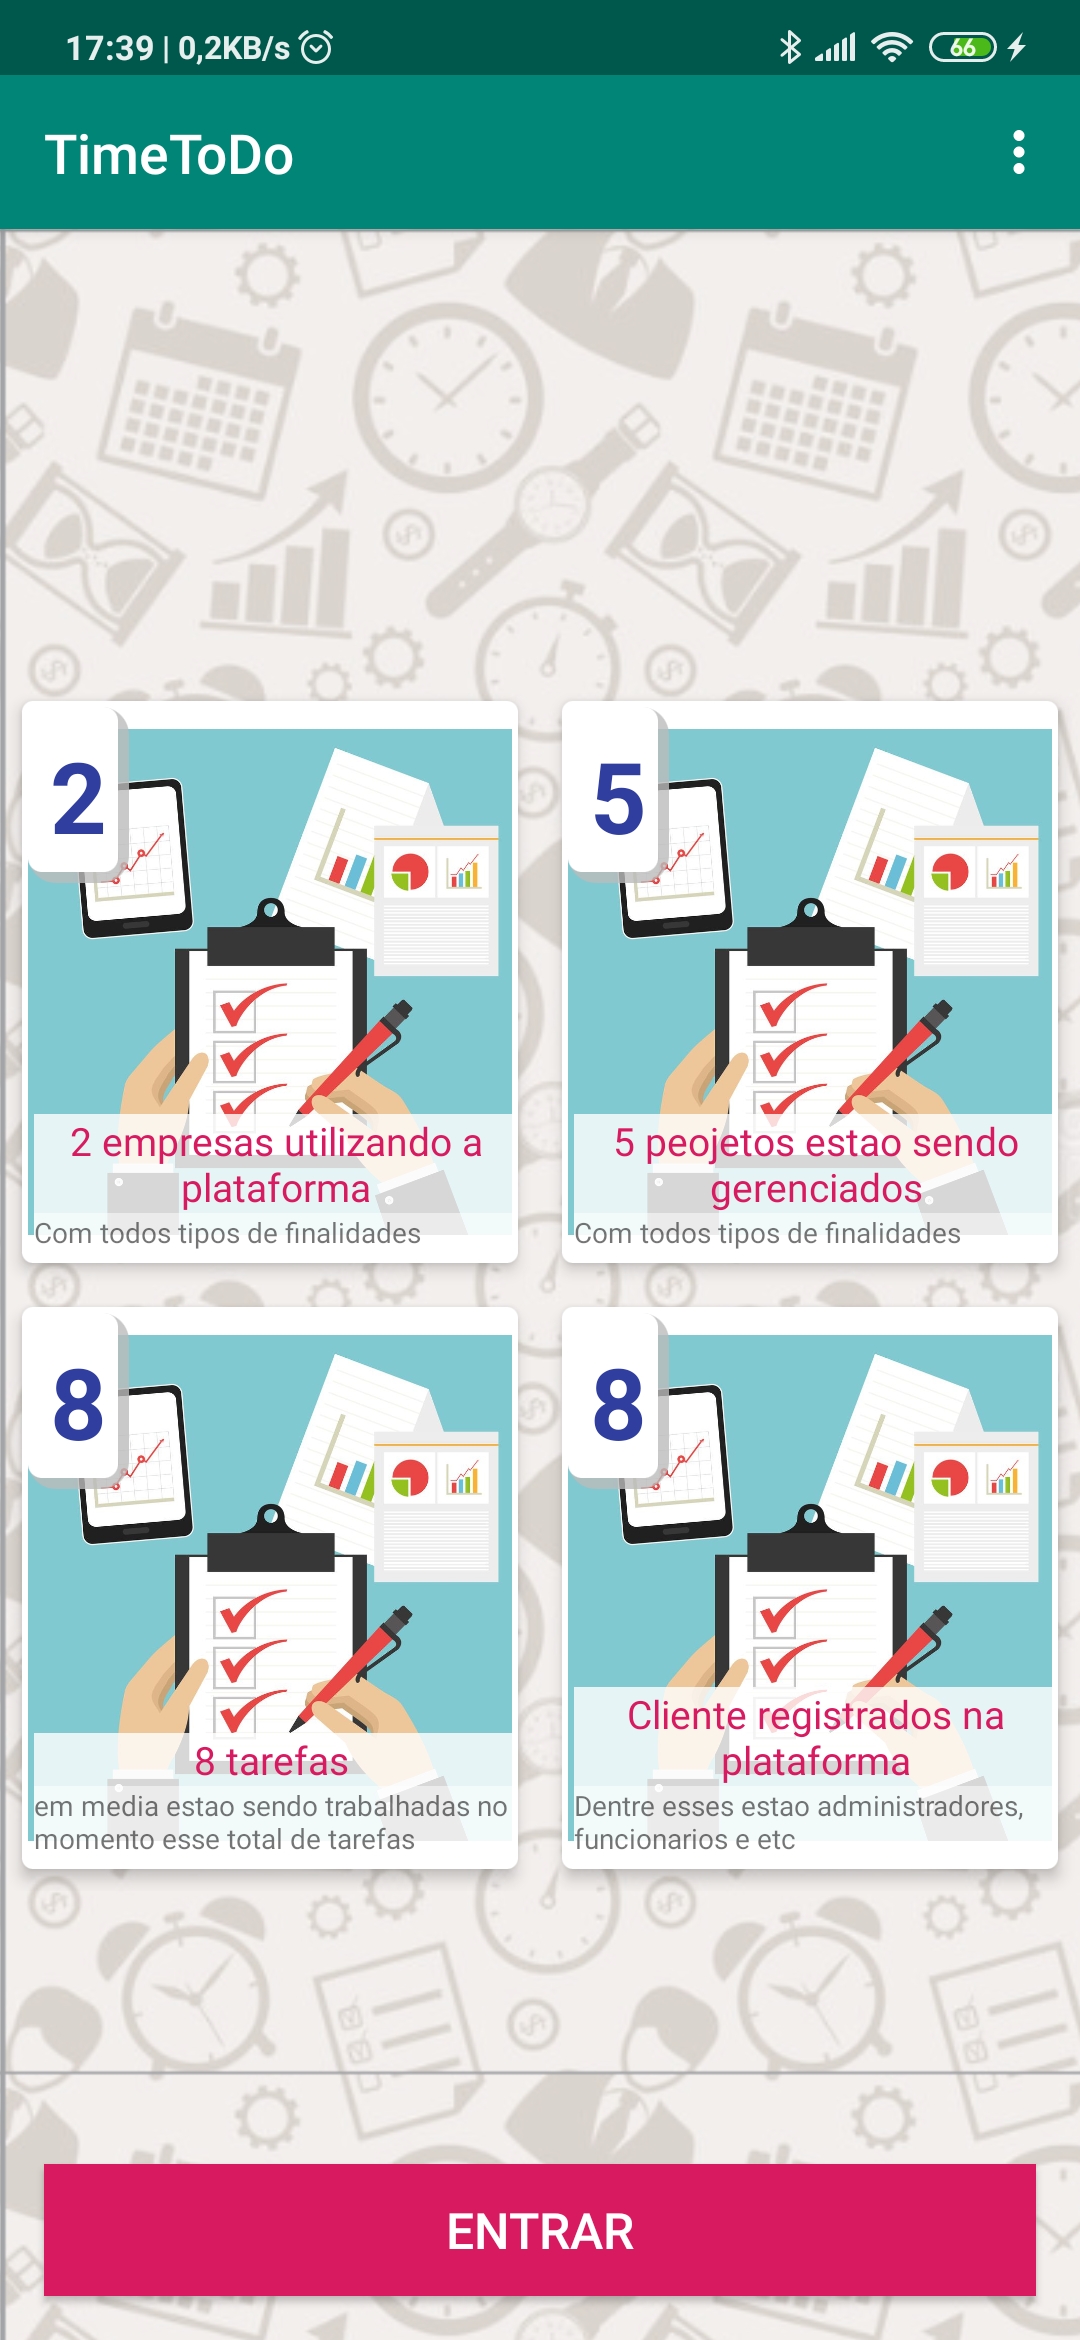 17:39 | 0,2KB/s
66
TimeToDo
2
2 empresas utilizando a
plataforma
Com todos tipos de finalidades
5
5 peojetos estao sendo
gerenciados
Com todos tipos de finalidades
8
8 tarefas
em media estao sendo trabalhadas no
momento esse total de tarefas
8
Cliente registrados na
plataforma
Dentre esses estao administradores,
funcionarios e etc
ENTRAR